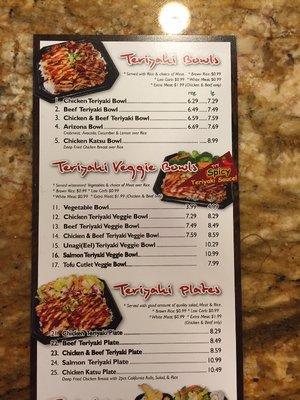 Teriyaki Bowls
* Served with Rice & choice of Meat. * Brown Rice: $0.99
* Low Carb: $0.99 * White Meat: $0.99
* Extra Meat: $1.99 (Chicken & Beef only)
reg.
1. Chicken Teriyaki Bowl 6.29 7.29
2. Beef Teriyaki Bowl 6.49 7.49
3. Chicken & Beef Teriyaki Bowl 6.59 7.59
4. Arizona Bowl 6.69 7.69
Crabmeat, Avocado, Cucumber & Lemon over Rice
5. Chicken Katsu Bowl 8.99
Deep Fried Chicken Breast over Rice
Teriyaki Veggie Bowls
* Served w/assorted Vegetables & choice of Meat over Rice.
* Brown Rice: $0.99 * Low Carb: $0.99
* White Meat: $0.99 * Extra Meat: $1.99 (Chicken & Beef
Spicy
Teriyaki Sauce!
11. Vegetable Bowl 5.99 6.99
12. Chicken Teriyaki Veggie Bowl 7.29 8.29
13. Beef Teriyaki Veggie Bowl 7.49 8.49
14. Chicken & Beef Teriyaki Veggie Bowl 7.59 8.59
15. Unagi(Eel) Teriyaki Veggie Bowl 10.29
16. Salmon Teriyaki Veggie Bowl 10.29
17. Tofu Cutlet Veggie Bowl 7.99
Teriyaki Plates
* Served with good amount of quality salad, Meat & Rice.
* Brown Rice: $0.99 * Low Carb: $0.99
* White Meat: $0.99 * Extra Meat: $1.99
(Chicken & Beef only)
21. Chicken Teriyaki Plate 8.29
22. Beef Teriyaki Plate 8.49
23. Chicken & Beef Teriyaki Plate 8.59
24. Salmon Teriyaki Plate 10.99
25. Chicken Katsu Plate 10.49
Deep Fried Chicken Breast with 2pcs California Rolls, Salad, & Rice